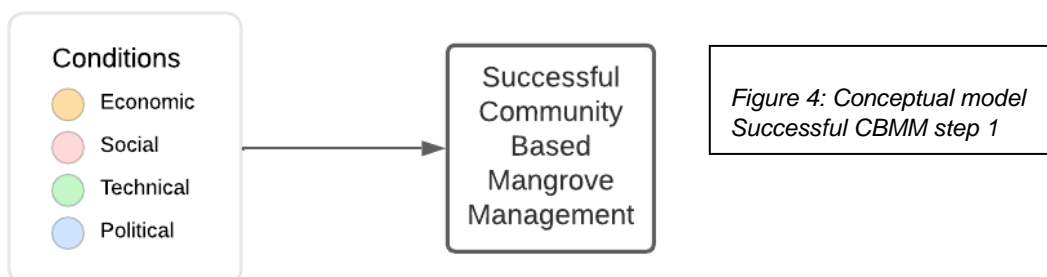 Conditions
Economic
Social
Technical
Political
Successful
Community
Based
Mangrove
Management
Figure 4: Conceptual model
Successful CBMM step 1